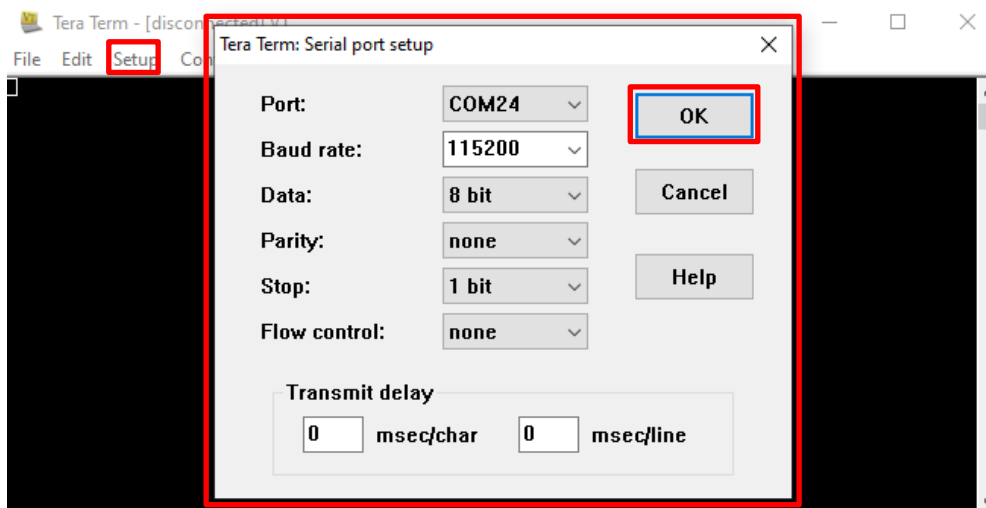 Tera Term - [disconnected] VT
File Edit Setup Con
Tera Term: Serial port setup
Port: COM24
OK
Baud rate: 115200
Data: 8 bit
Cancel
Parity: none
Stop: 1 bit
Help
Flow control: none
Transmit delay
0 msec/char 0 msec/line